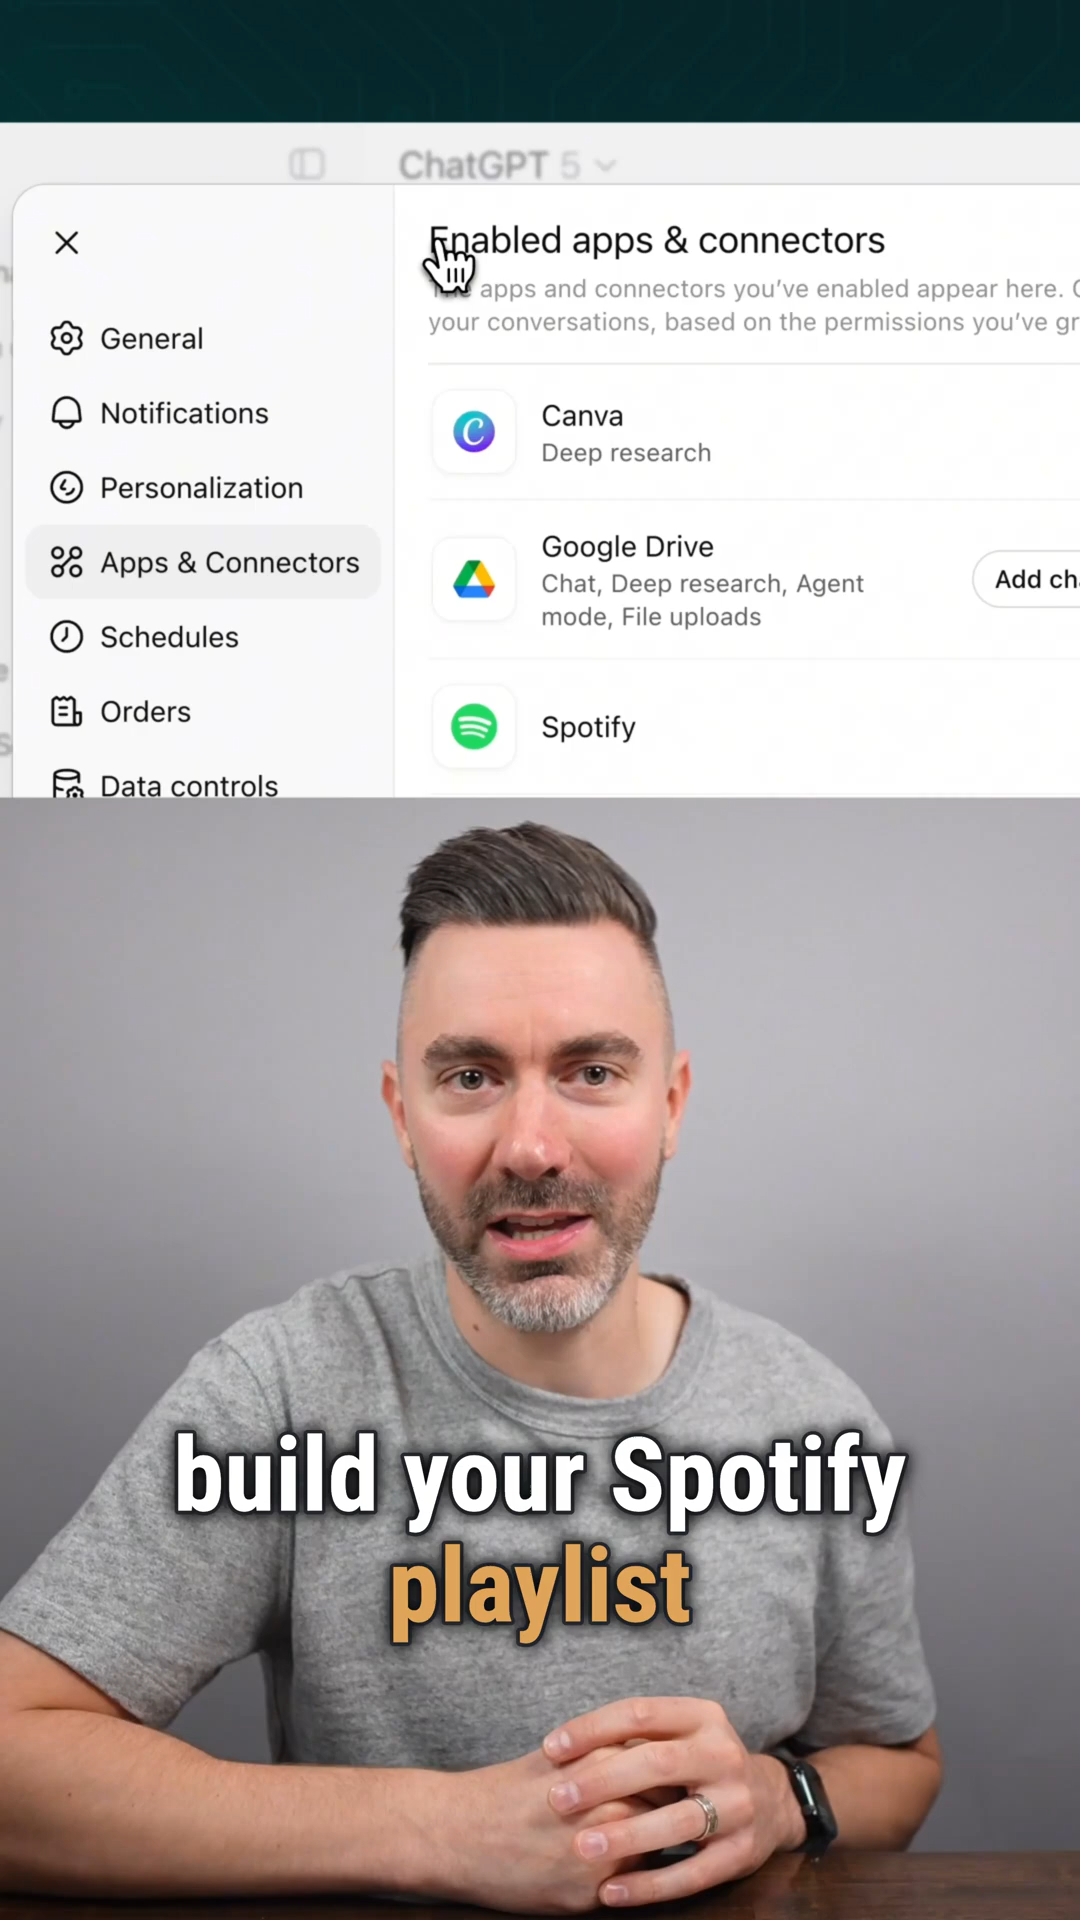 ChatGPT 5
Enabled apps & connectors
apps and connectors you've enabled appear here.
your conversations, based on the permissions you've
General
Notifications
Personalization
Apps & Connectors
Schedules
Orders
Data controls
Canva
Deep research
Google Drive
Chat, Deep research, Agent
mode, File uploads
Add
Spotify
build your Spotify
playlist